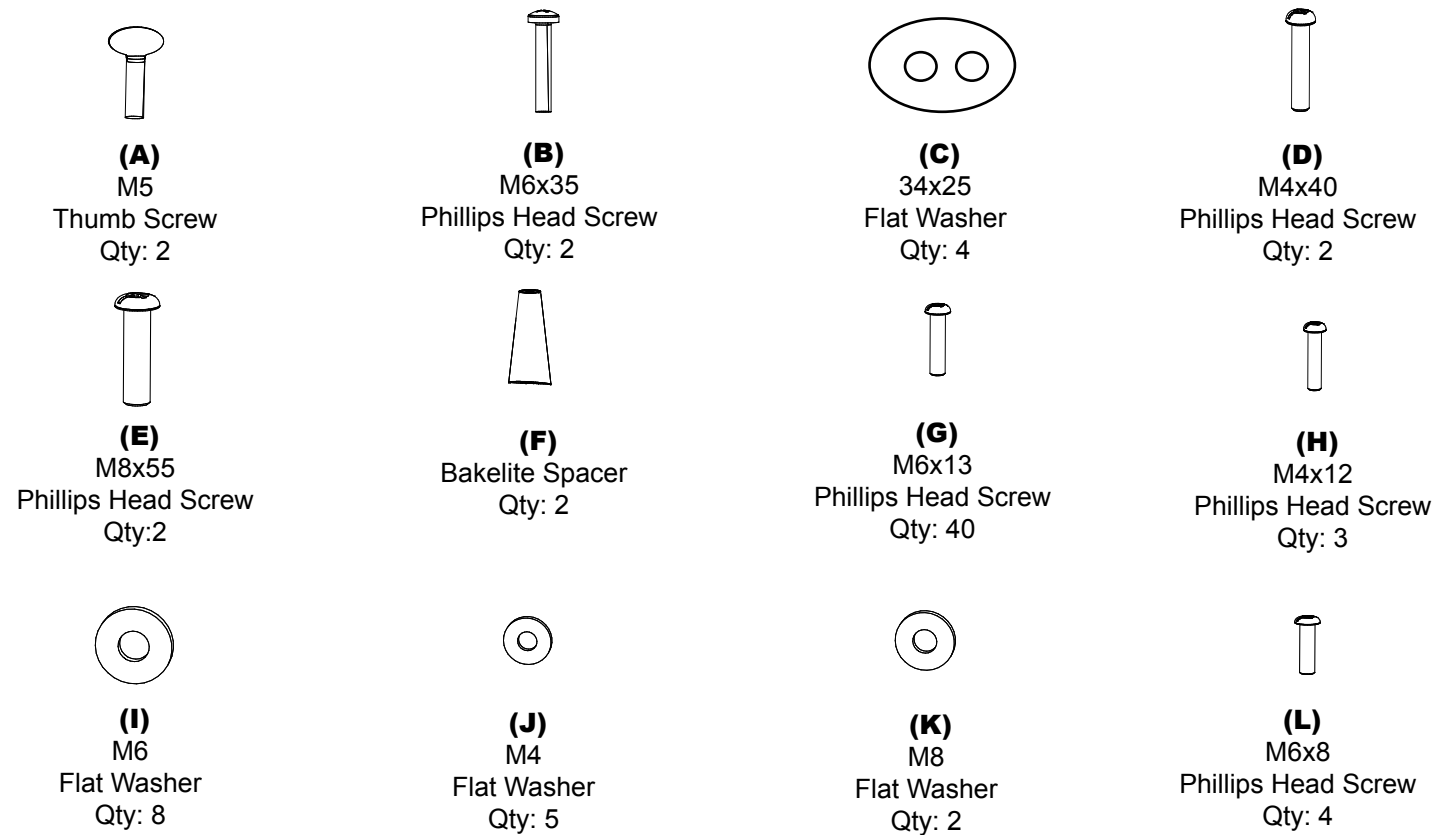 (A)
M5
Thumb Screw
Qty: 2
(B)
M6x35
Phillips Head Screw
Qty: 2
(C)
34x25
Flat Washer
Qty: 4
(D)
M4x40
Phillips Head Screw
Qty: 2
(E)
M8x55
Phillips Head Screw
Qty:2
(F)
Bakelite Spacer
Qty: 2
(G)
M6x13
Phillips Head Screw
Qty: 40
(H)
M4x12
Phillips Head Screw
Qty: 3
(I)
M6
Flat Washer
Qty: 8
(J)
M4
Flat Washer
Qty: 5
(K)
M8
Flat Washer
Qty: 2
(L)
M6x8
Phillips Head Screw
Qty: 4